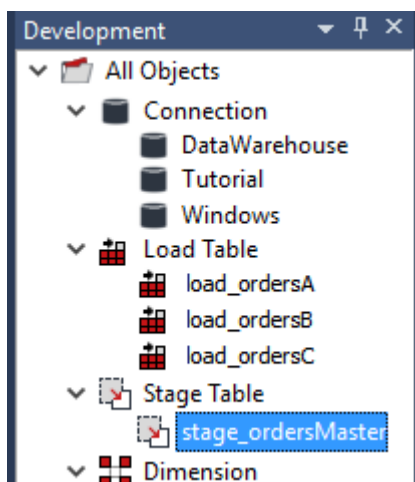 Development
All Objects
Connection
DataWarehouse
Tutorial
Windows
Load Table
load_ordersA
load_ordersB
load_ordersC
Stage Table
stage_ordersMaster
Dimension